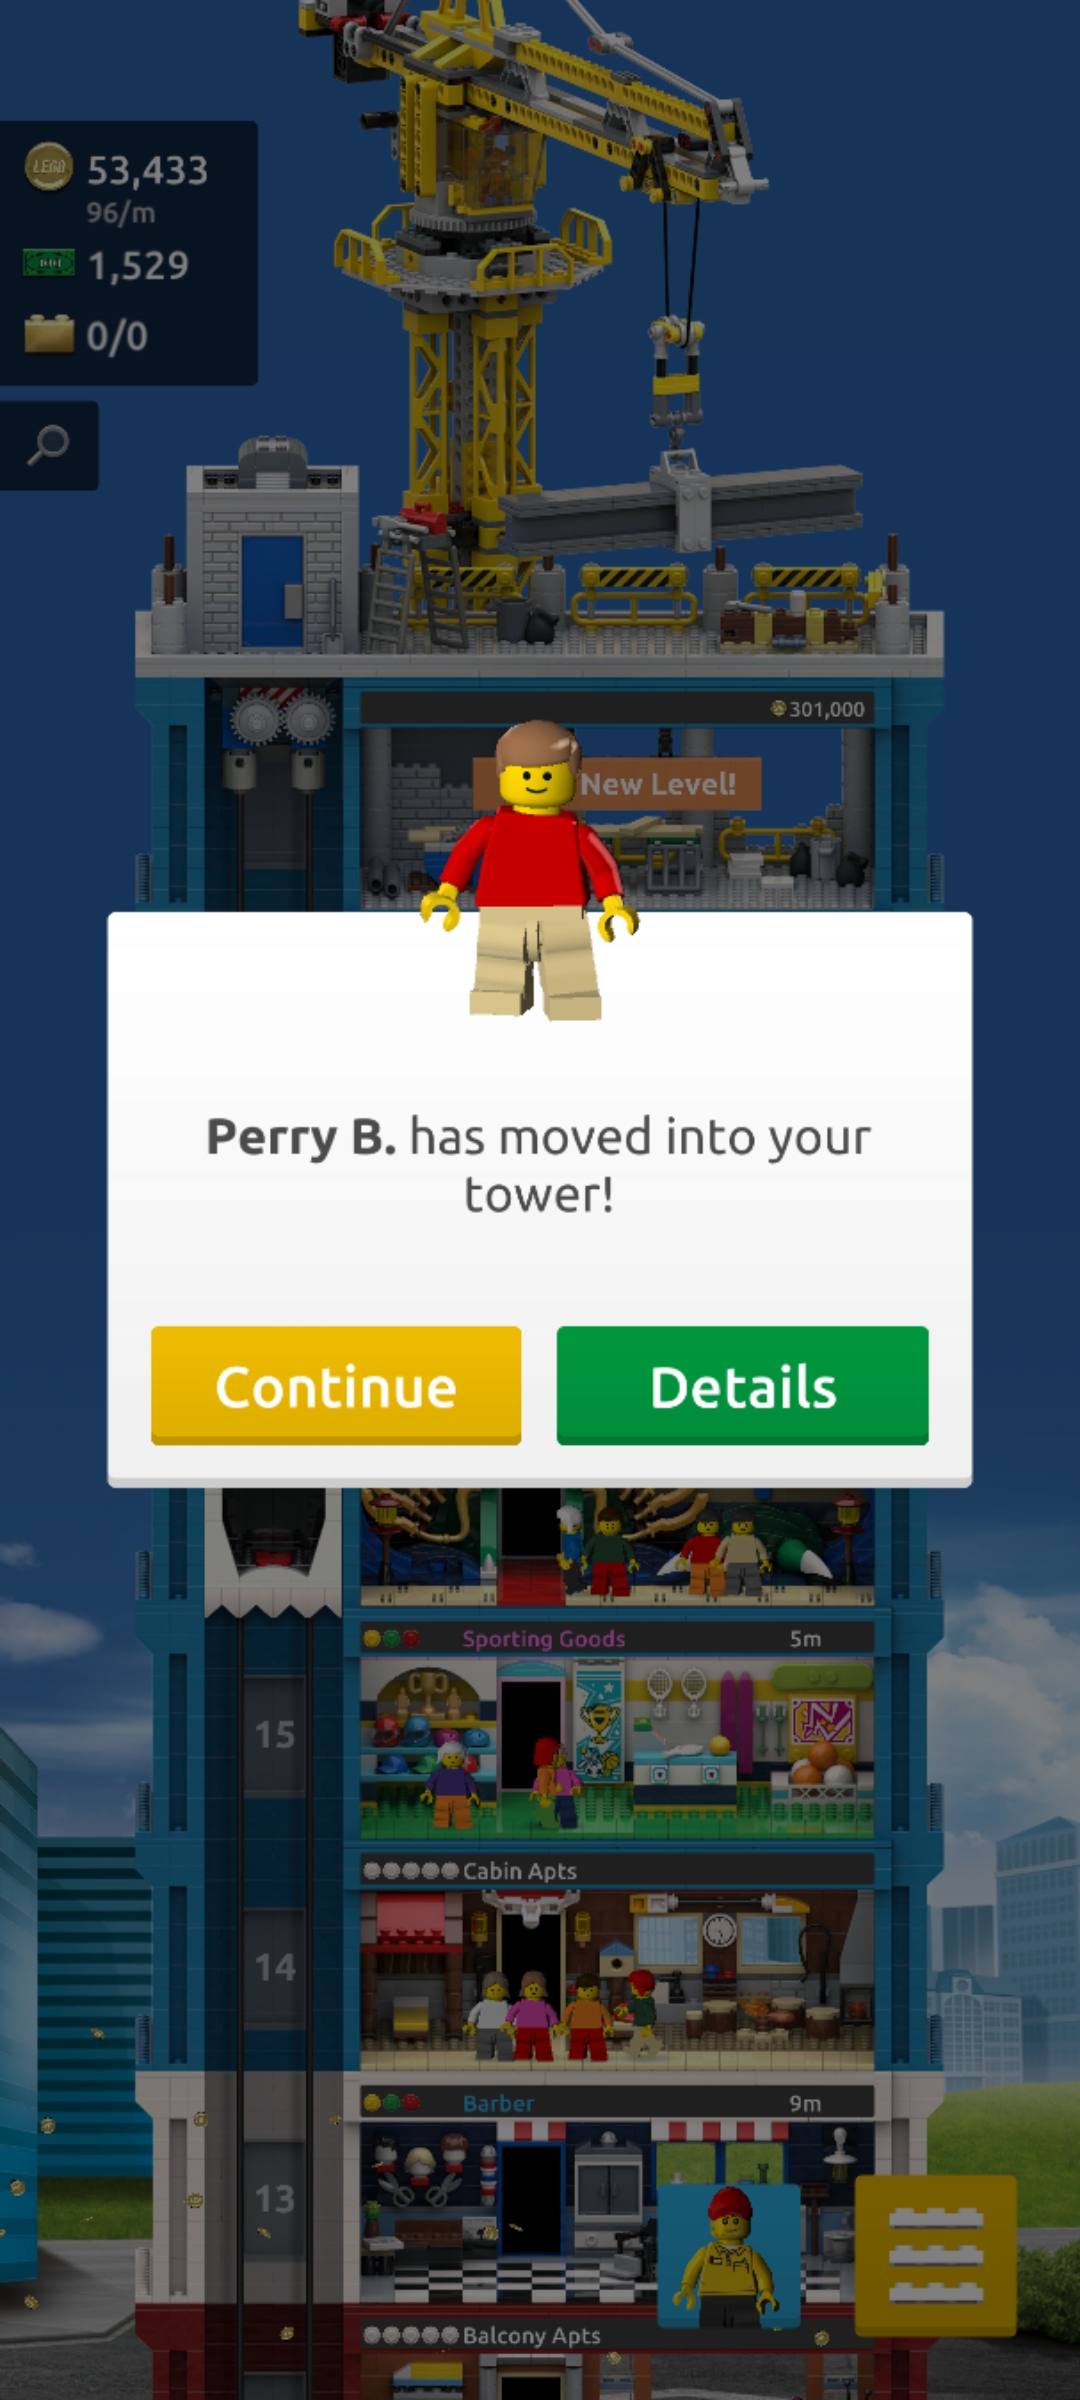 LEGO
53,433
96/m
1,529
0/0
301,000
New Level!
Perry B. has moved into your
tower!
Continue
Details
Sporting Goods
5m
15
Cabin Apts
14
Barber
9m
13
Balcony Apts